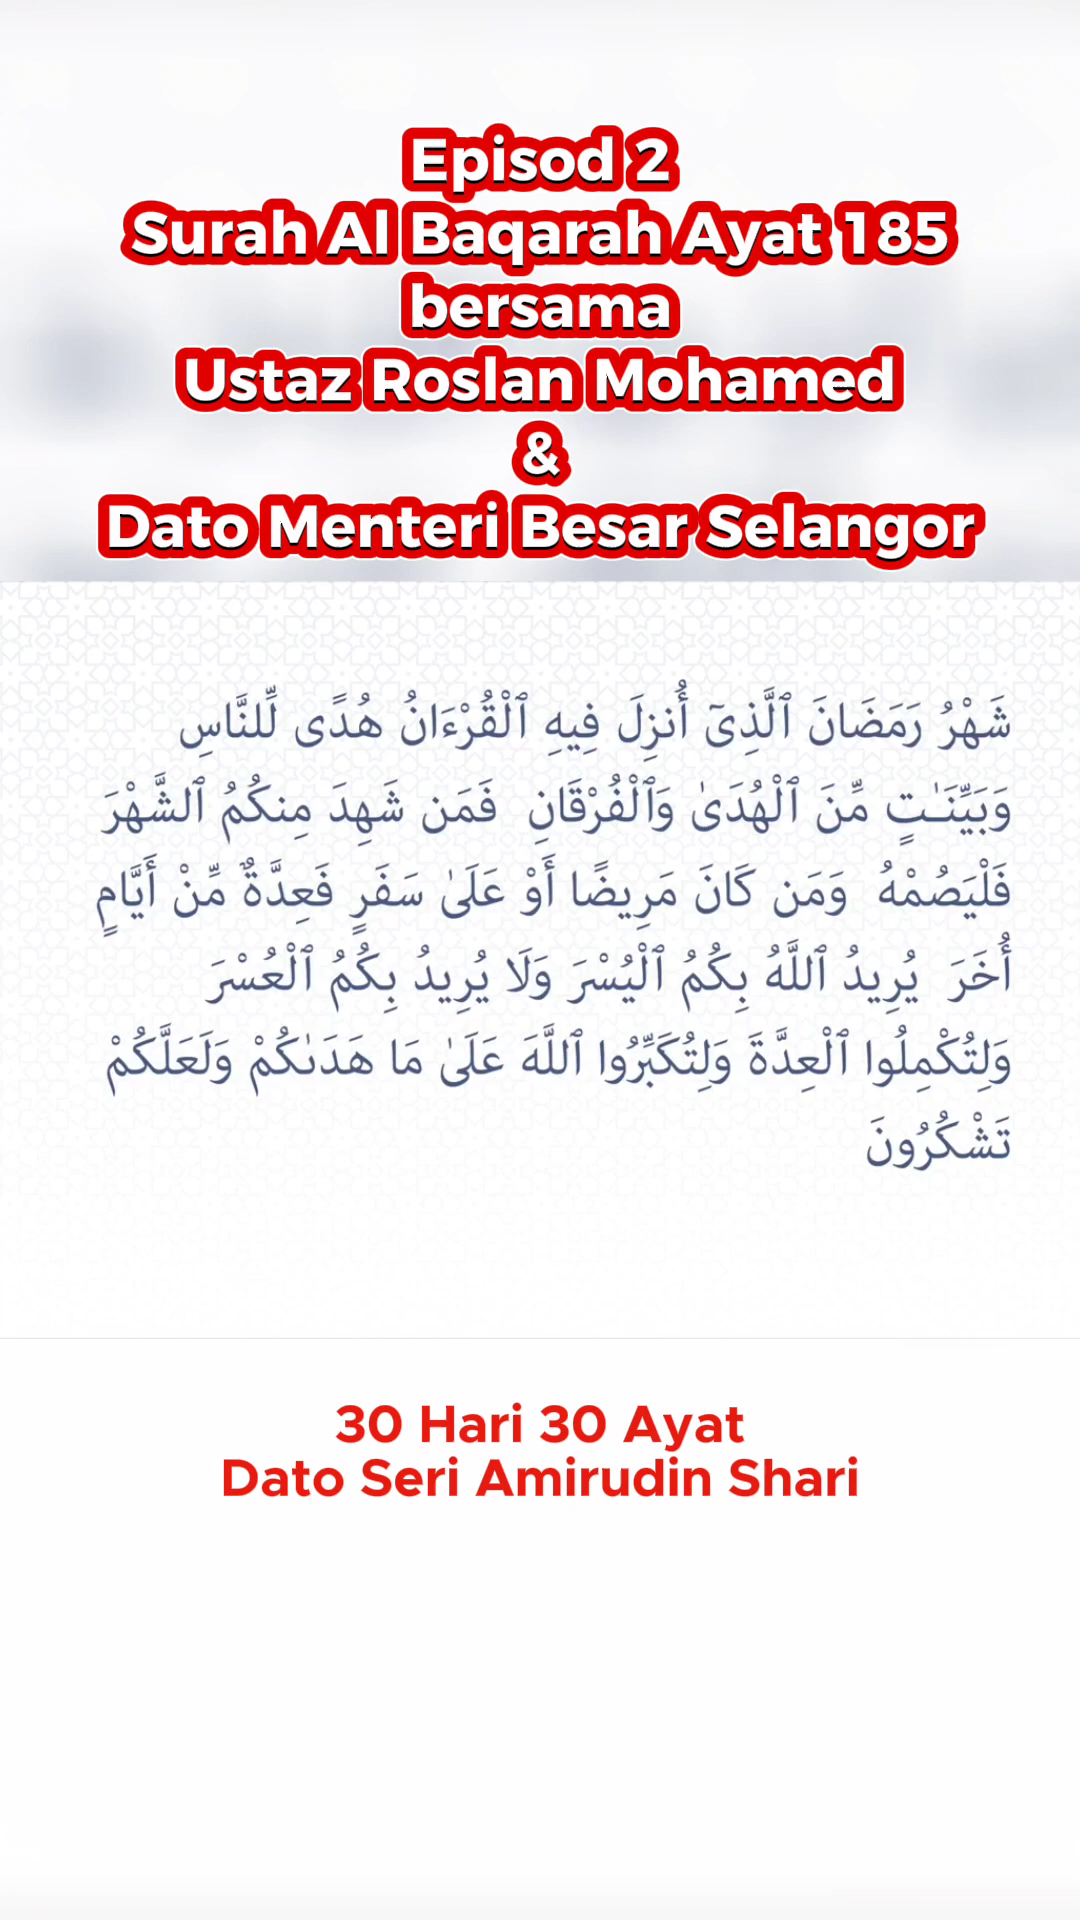 Episod 2
Surah Al Baqarah Ayat 185
bersama
Ustaz Roslan Mohamed
&
Dato Menteri Besar Selangor
شَهْرُ رَمَضَانَ ٱلَّذِىٓ أُنزِلَ فِيهِ ٱلْقُرْءَانُ هُدًى لِّلنَّاسِ
وَبَيِّنَـٰتٍ مِّنَ ٱلْهُدَىٰ وَٱلْفُرْقَانِ فَمَن شَهِدَ مِنكُمُ ٱلشَّهْرَ
فَلْيَصُمْهُ وَمَن كَانَ مَرِيضًا أَوْ عَلَىٰ سَفَرٍ فَعِدَّةٌ مِّنْ أَيَّامٍ
أُخَرَ يُرِيدُ ٱللَّهُ بِكُمُ ٱلْيُسْرَ وَلَا يُرِيدُ بِكُمُ ٱلْعُسْرَ
وَلِتُكْمِلُوا ٱلْعِدَّةَ وَلِتُكَبِّرُوا ٱللَّهَ عَلَىٰ مَا هَدَىٰكُمْ وَلَعَلَّكُمْ
تَشْكُرُونَ
30 Hari 30 Ayat
Dato Seri Amirudin Shari